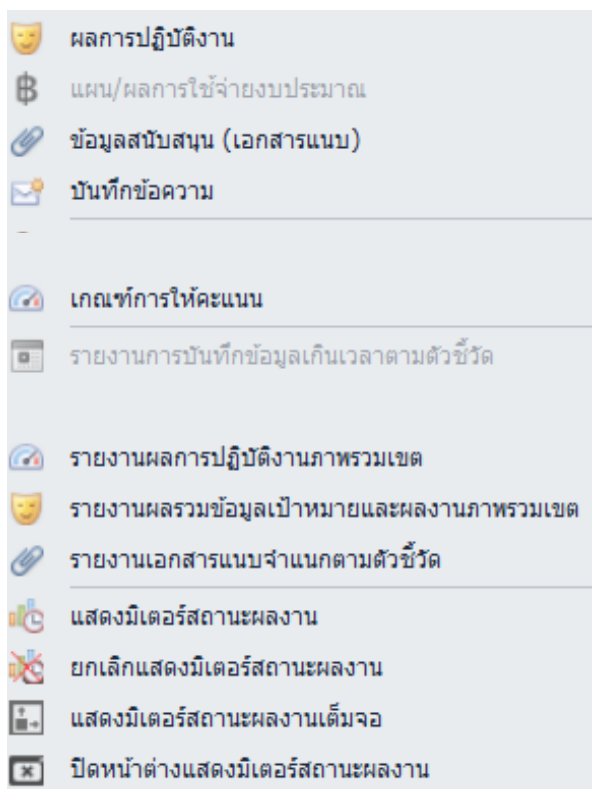 ผลการปฏิบัติงาน
แผน/ผลการใช้จ่ายงบประมาณ
ข้อมูลสนับสนุน (เอกสารแนบ)
บันทึกข้อความ
เกณฑ์การให้คะแนน
รายงานการบันทึกข้อมูลเกินเวลาตามตัวชี้วัด
รายงานผลการปฏิบัติงานภาพรวมเขต
รายงานผลรวมข้อมูลเป้าหมายและผลงานภาพรวมเขต
รายงานเอกสารแนบจำแนกตามตัวชี้วัด
แสดงมิเตอร์สถานะผลงาน
ยกเลิกแสดงมิเตอร์สถานะผลงาน
แสดงมิเตอร์สถานะผลงานเต็มจอ
ปิดหน้าต่างแสดงมิเตอร์สถานะผลงาน